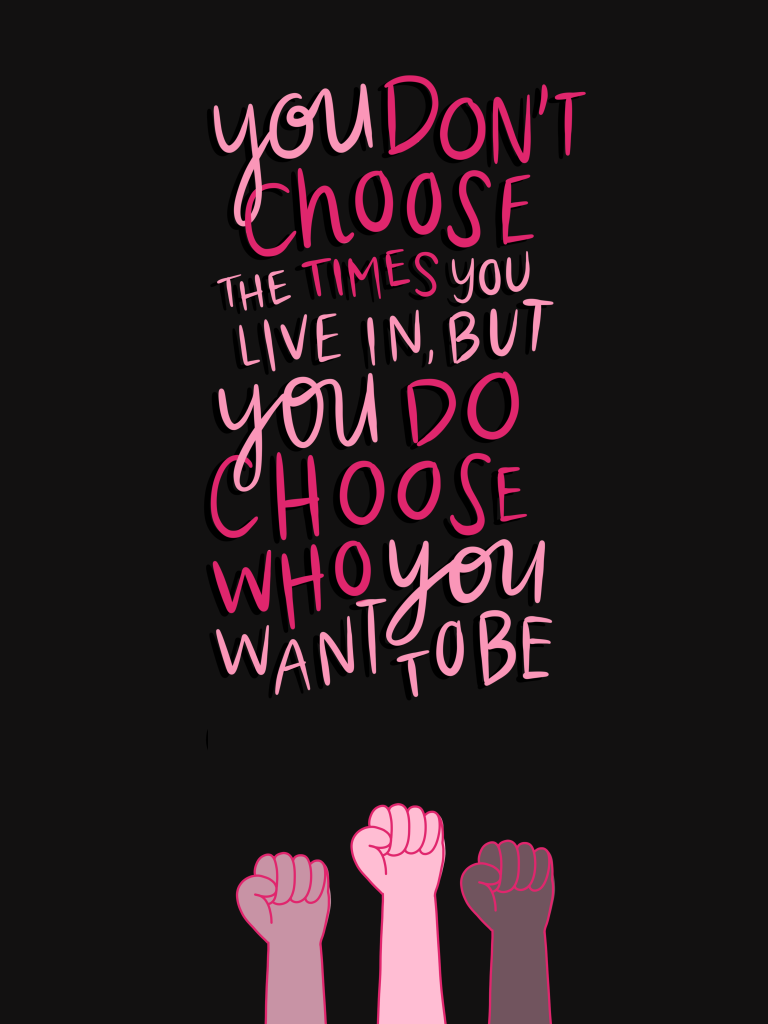 you DON'T
ChOOSE
THE TIMES YOU
LIVE IN, BUT
you DO
CHOOSE
WHO you
WANT TO BE